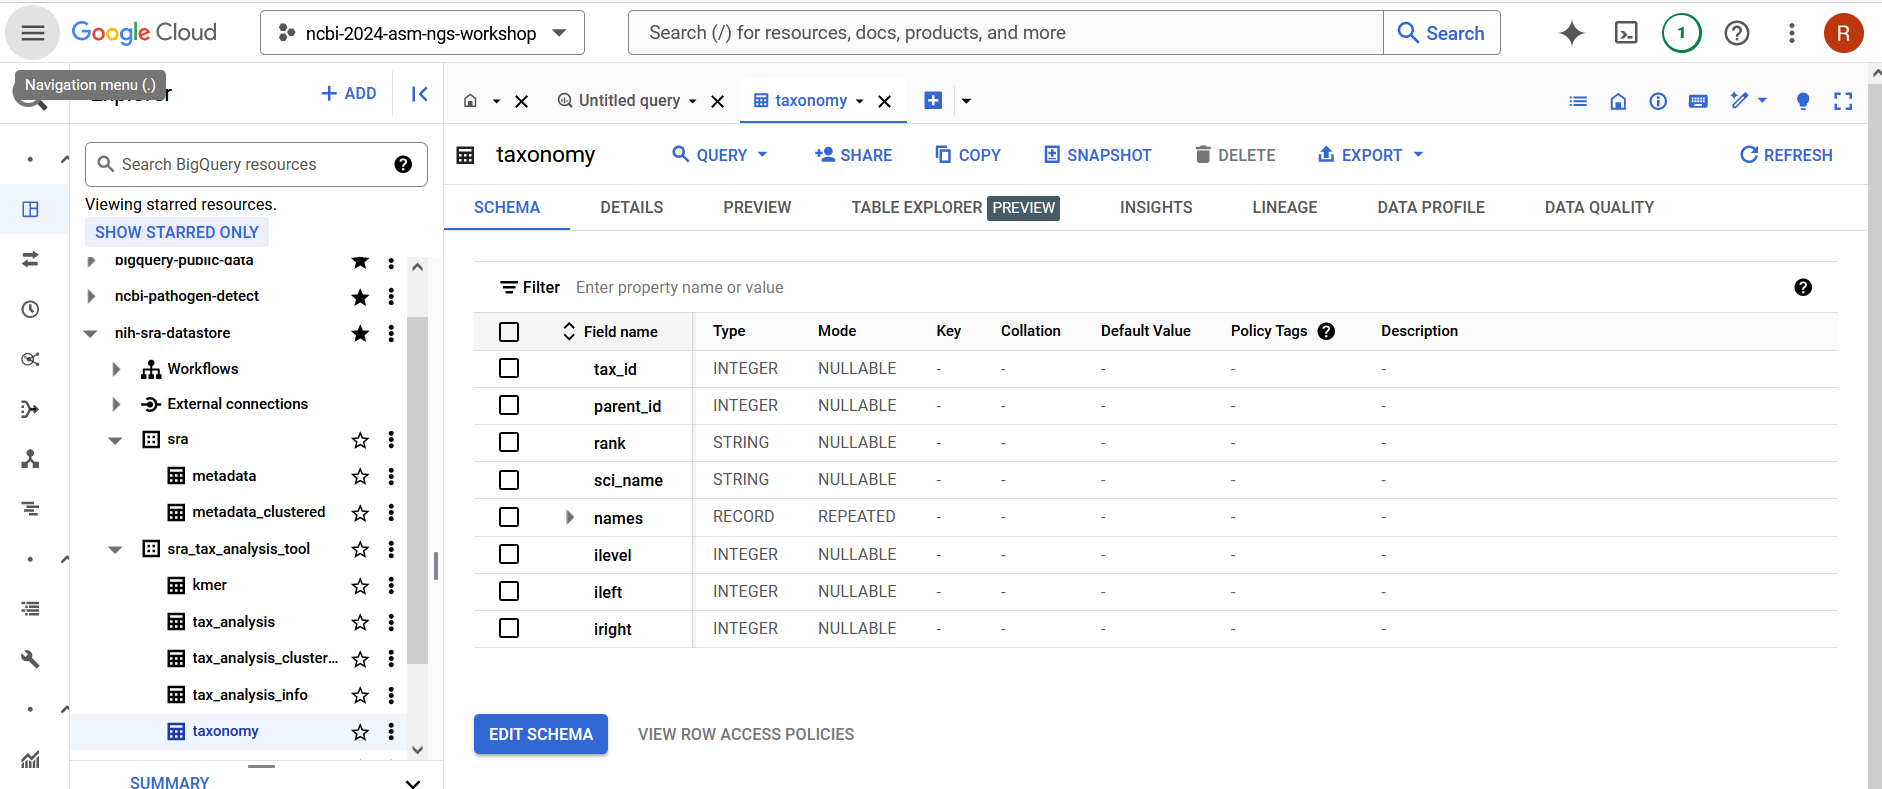 Google Cloud
ncbi-2024-asm-ngs-workshop
Search (/) for resources, docs, products, and more
Search
1
R
Navigation menu (.)
ADD
Untitled query
taxonomy
Search BigQuery resources
Viewing starred resources.
SHOW STARRED ONLY
bigquery-public-data
ncbi-pathogen-detect
nih-sra-datastore
Workflows
External connections
sra
metadata
metadata_clustered
sra_tax_analysis_tool
kmer
tax_analysis
tax_analysis_cluster...
tax_analysis_info
taxonomy
SUMMARY
taxonomy
QUERY
SHARE
COPY
SNAPSHOT
DELETE
EXPORT
REFRESH
SCHEMA DETAILS PREVIEW TABLE EXPLORER PREVIEW INSIGHTS LINEAGE DATA PROFILE DATA QUALITY
Filter Enter property name or value
Field name Type Mode Key Collation Default Value Policy Tags Description
tax_id INTEGER NULLABLE - - - - -
parent_id INTEGER NULLABLE - - - - -
rank STRING NULLABLE - - - - -
sci_name STRING NULLABLE - - - - -
names RECORD REPEATED - - - - -
ilevel INTEGER NULLABLE - - - - -
ileft INTEGER NULLABLE - - - - -
iright INTEGER NULLABLE - - - - -
EDIT SCHEMA VIEW ROW ACCESS POLICIES